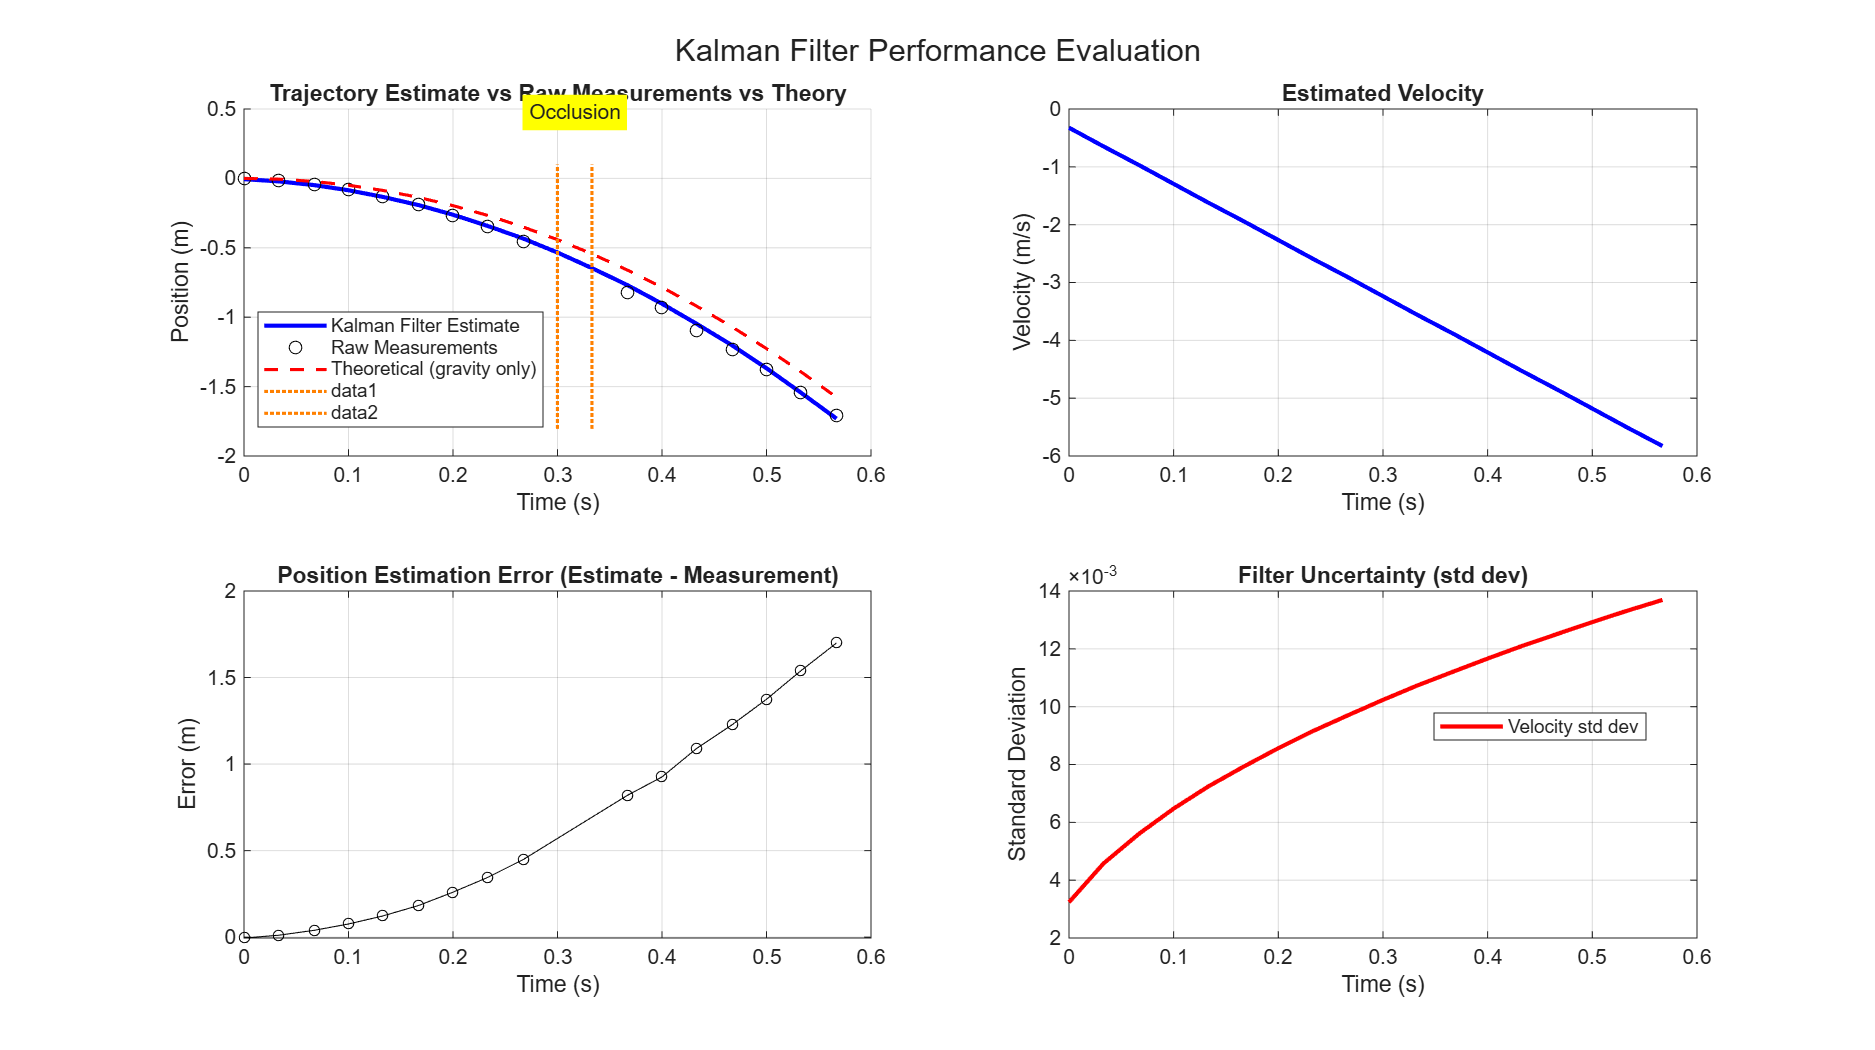 Kalman Filter Performance Evaluation
Trajectory Estimate vs Raw Measurements vs Theory
Occlusion
0.5
0
-0.5
-1
-1.5
-2
Position (m)
Kalman Filter Estimate
Raw Measurements
Theoretical (gravity only)
data1
data2
0 0.1 0.2 0.3 0.4 0.5 0.6
Time (s)
Estimated Velocity
0
-1
-2
-3
-4
-5
-6
Velocity (m/s)
0 0.1 0.2 0.3 0.4 0.5 0.6
Time (s)
Position Estimation Error (Estimate - Measurement)
2
1.5
1
0.5
0
Error (m)
0 0.1 0.2 0.3 0.4 0.5 0.6
Time (s)
×10-3
Filter Uncertainty (std dev)
14
12
10
8
6
4
2
Standard Deviation
Velocity std dev
0 0.1 0.2 0.3 0.4 0.5 0.6
Time (s)